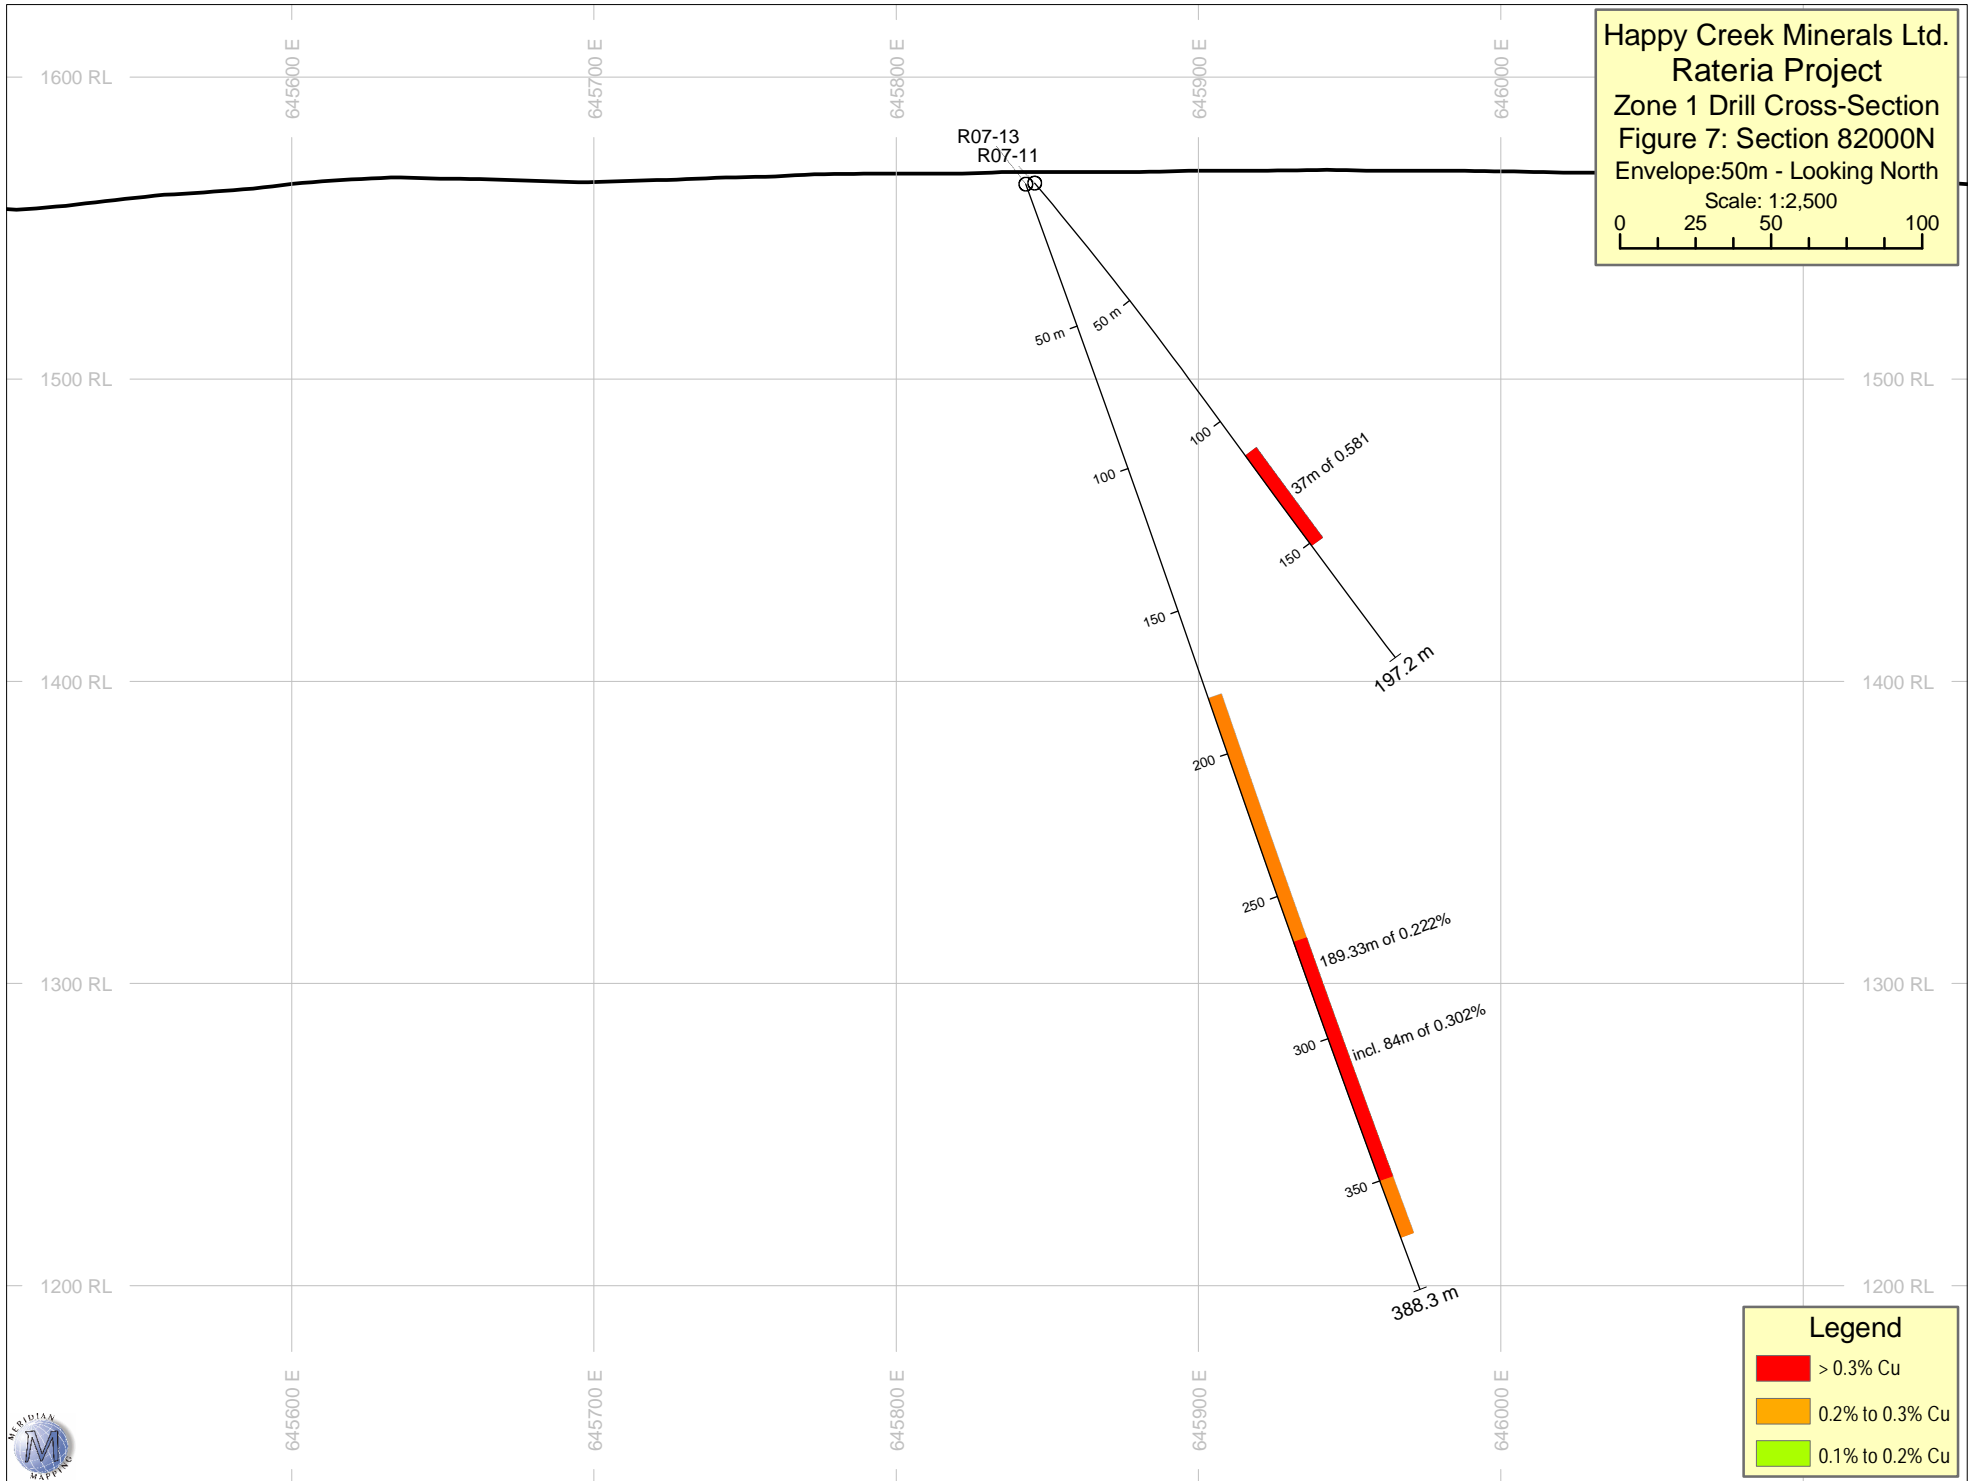 Happy Creek Minerals Ltd.
Rateria Project
Zone 1 Drill Cross-Section
Figure 7: Section 82000N
Envelope:50m - Looking North
Scale: 1:2,500
0 25 50 100
645600 E
645700 E
645800 E
645900 E
646000 E
1600 RL
R07-13
R07-11
50 m
50 m
1500 RL
1500 RL
100
37m of 0.581
100
150
150
197.2 m
1400 RL
1400 RL
200
250
189.33m of 0.222%
1300 RL
1300 RL
incl. 84m of 0.302%
300
350
1200 RL
1200 RL
388.3 m
Legend
> 0.3% Cu
0.2% to 0.3% Cu
0.1% to 0.2% Cu
645600 E
645700 E
645800 E
645900 E
646000 E
MERIDIAN
M
MAPPING